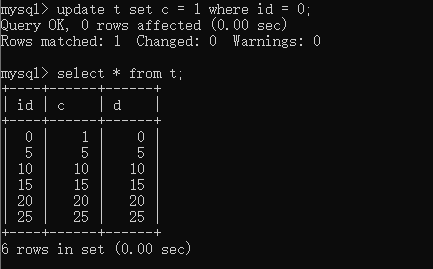 mysql> update t set c = 1 where id = 0;
Query OK, 0 rows affected (0.00 sec)
Rows matched: 1  Changed: 0  Warnings: 0
mysql> select * from t;
+----+------+------+
| id | c    | d    |
+----+------+------+
|  0 |    1 |    0 |
|  5 |    5 |    5 |
| 10 |   10 |   10 |
| 15 |   15 |   15 |
| 20 |   20 |   20 |
| 25 |   25 |   25 |
+----+------+------+
6 rows in set (0.00 sec)